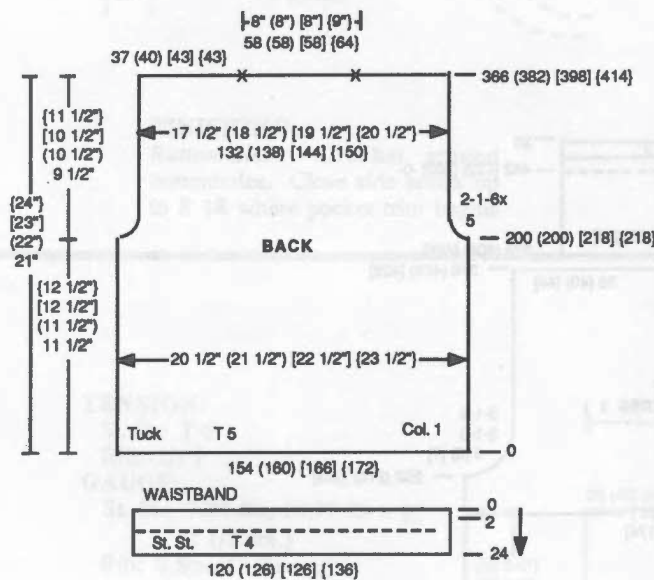 8" (8") [8"] {9"}
58 (58) [58] {64}
37 (40) [43] {43}
366 (382) [398] {414}
{11 1/2"}
[10 1/2"]
(10 1/2")
9 1/2"
17 1/2" (18 1/2") [19 1/2"] {20 1/2"}
132 (138) [144] {150}
2-1-6x
5
{24"}
[23"]
(22")
21"
BACK
200 (200) [218] {218}
{12 1/2"}
[12 1/2"]
(11 1/2")
11 1/2"
20 1/2" (21 1/2") [22 1/2"] {23 1/2"}
Tuck T 5 Col. 1
0
154 (160) [166] {172}
WAISTBAND
0
2
St. St. T 4
24
120 (126) [126] {136}